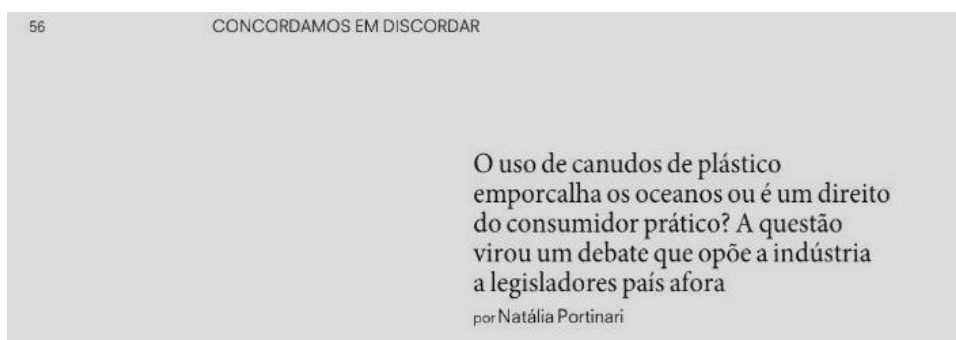 56
CONCORDAMOS EM DISCORDAR
O uso de canudos de plástico
emporcalha os oceanos ou é um direito
do consumidor prático? A questão
virou um debate que opõe a indústria
a legisladores país afora
por Natália Portinari